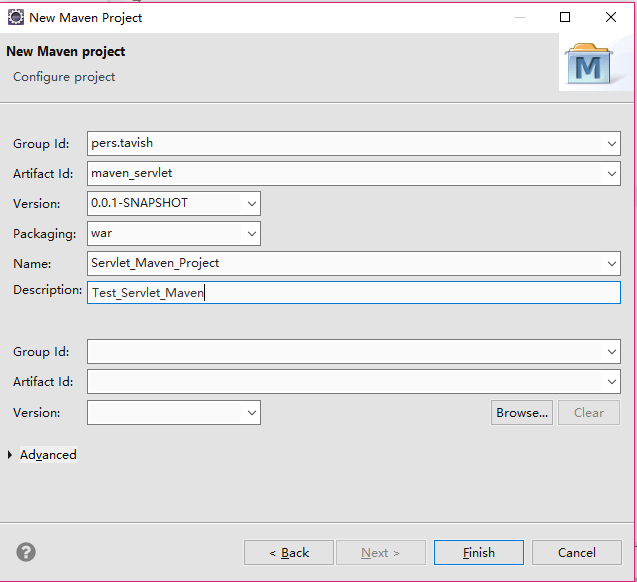 New Maven Project
New Maven project
Configure project
M
Group Id: pers.tavish
Artifact Id: maven_servlet
Version: 0.0.1-SNAPSHOT
Packaging: war
Name: Servlet_Maven_Project
Description: Test_Servlet_Maven
Group Id:
Artifact Id:
Version: Browse... Clear
Advanced
? < Back Next > Finish Cancel